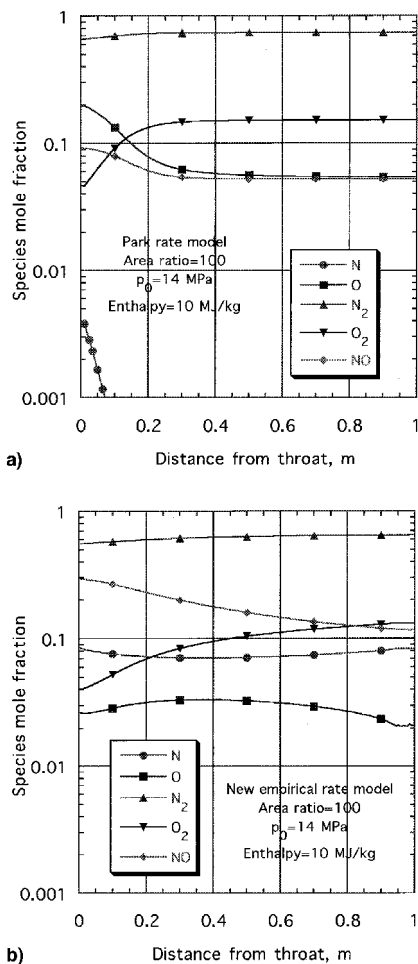 1
0.1
0.01
0.001
Species mole fraction
Park rate model
Area ratio=100
p0=14 MPa
Enthalpy=10 MJ/kg
N
O
N2
O2
NO
0 0.2 0.4 0.6 0.8 1
a) Distance from throat, m
1
0.1
0.01
0.001
Species mole fraction
N
O
N2
O2
NO
New empirical rate model
Area ratio=100
p0=14 MPa
Enthalpy=10 MJ/kg
0 0.2 0.4 0.6 0.8 1
b) Distance from throat, m